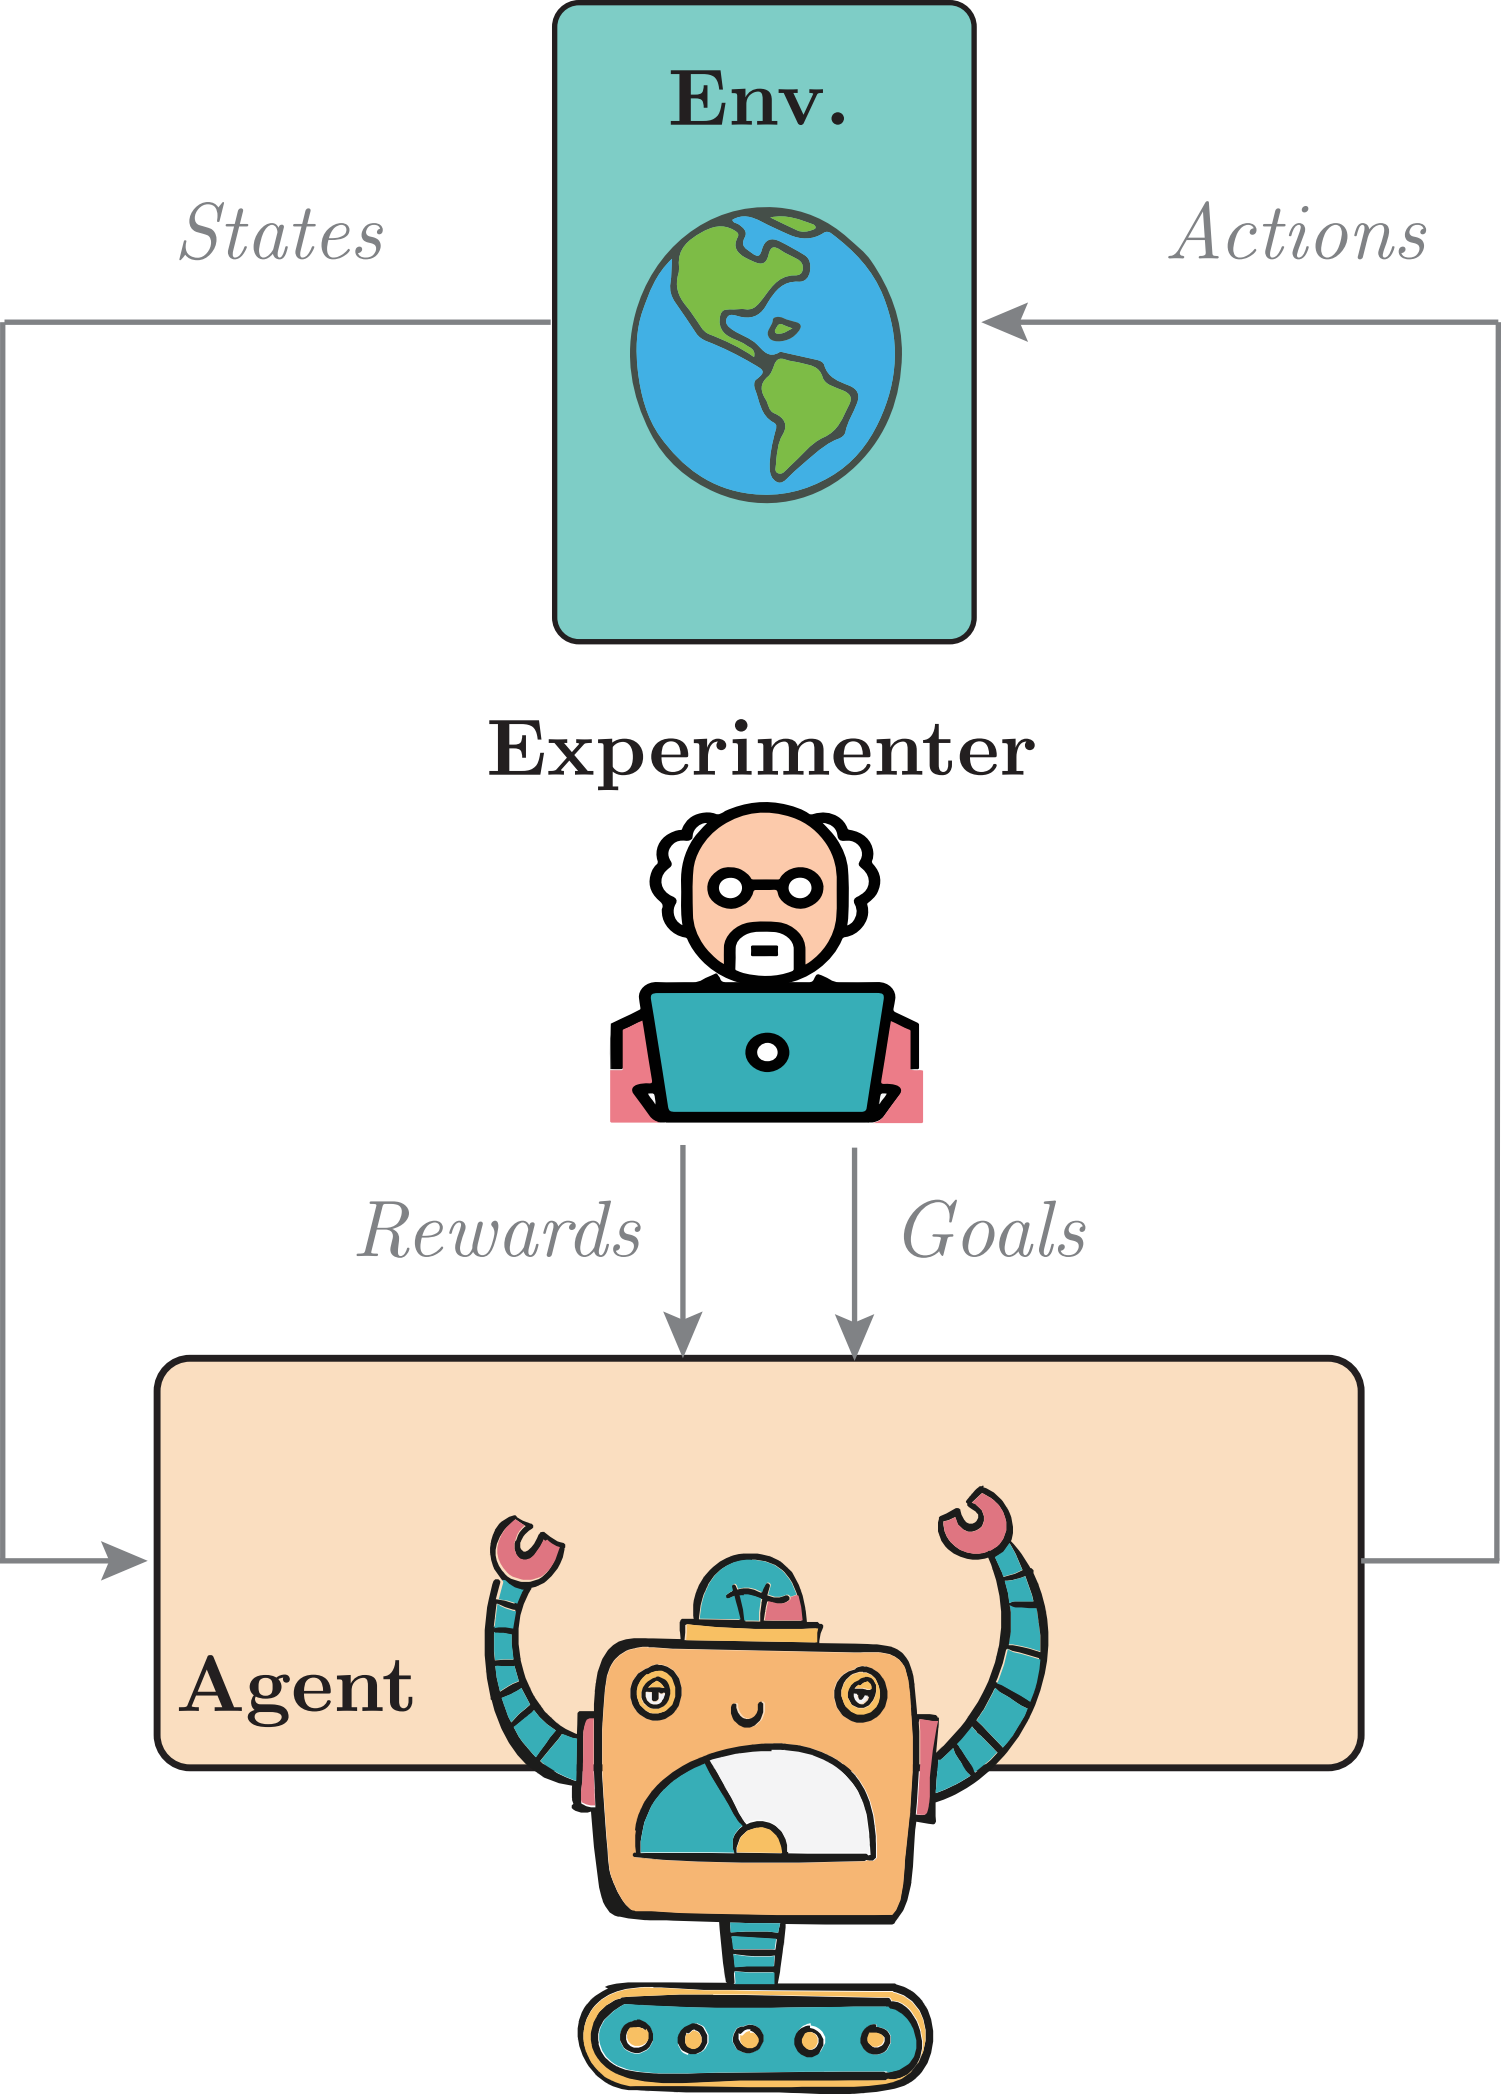 Env.
States
Actions
Experimenter
Rewards
Goals
Agent